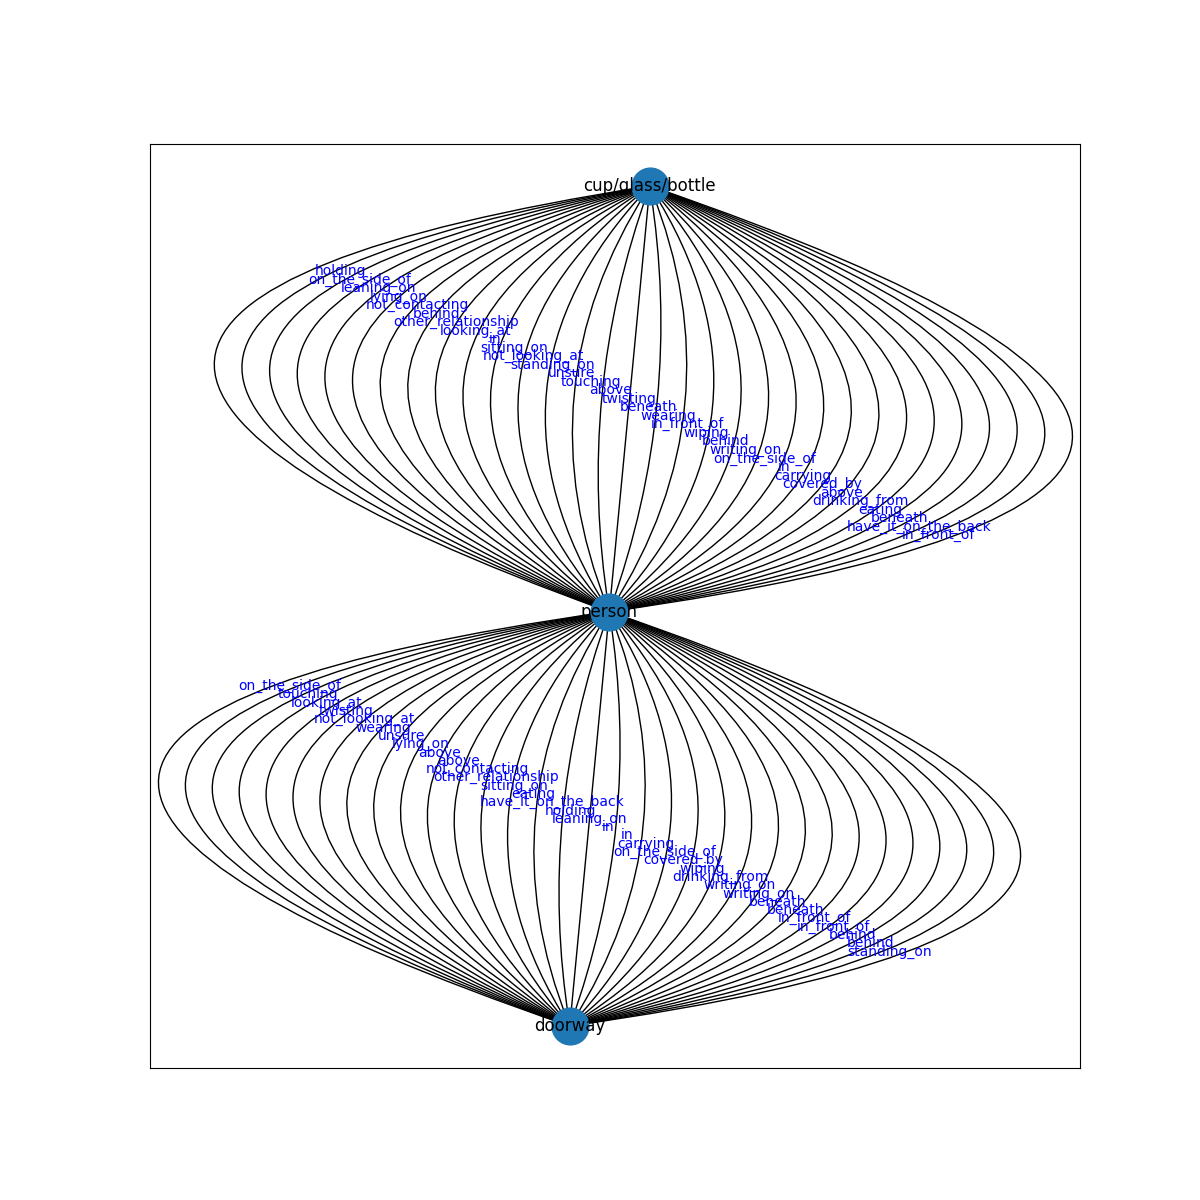 cup/glass/bottle
holding
on_the_side_of
leaning_on
lying_on
not_contacting
behind
other_relationship
looking_at
in
sitting_on
not_looking_at
standing_on
unsure
touching
above
twisting
beneath
wearing
in_front_of
wiping
behind
writing_on
on_the_side_of
in
carrying
covered_by
above
drinking_from
eating
beneath
have_it_on_the_back
in_front_of
person
on_the_side_of
touching
looking_at
twisting
not_looking_at
wearing
unsure
lying_on
above
above
not_contacting
other_relationship
sitting_on
eating
have_it_on_the_back
holding
leaning_on
in
in
carrying
on_the_side_of
covered_by
wiping
drinking_from
writing_on
writing_on
beneath
beneath
in_front_of
in_front_of
behind
behind
standing_on
doorway